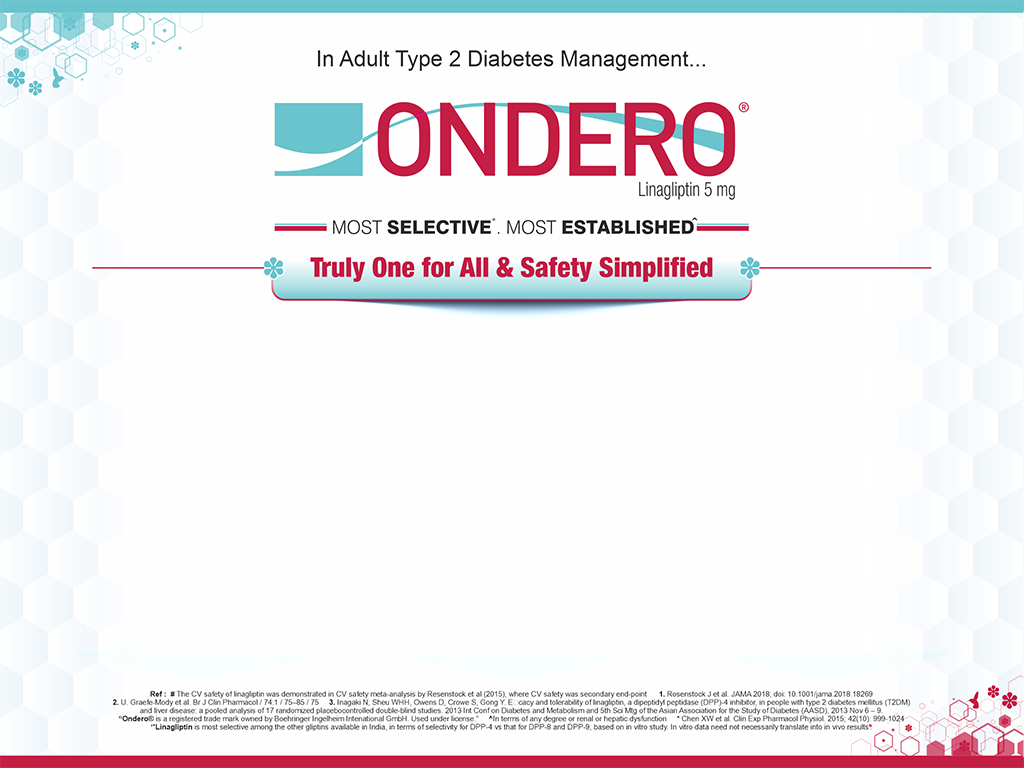 In Adult Type 2 Diabetes Management...
ONDERO®
Linagliptin 5 mg
MOST SELECTIVE*. MOST ESTABLISHED^
Truly One for All & Safety Simplified
Ref : # The CV safety of linagliptin was demonstrated in CV safety meta-analysis by Resenstock et al (2015), where CV safety was secondary end-point 1. Rosenstock J et al. JAMA 2018; doi: 10.1001/jama.2018.18269
2. U. Graefe-Mody et al. Br J Clin Pharmacol / 74:1 / 75–85 / 75 3. Inagaki N, Sheu WHH, Owens D, Crowe S, Gong Y. E cacy and tolerability of linagliptin, a dipeptidyl peptidase (DPP)-4 inhibitor, in people with type 2 diabetes mellitus (T2DM)
and liver disease: a pooled analysis of 17 randomized placebocontrolled double-blind studies. 2013 Int Conf on Diabetes and Metabolism and 5th Sci Mtg of the Asian Association for the Study of Diabetes (AASD), 2013 Nov 6 – 9.
“Ondero® is a registered trade mark owned by Boehringer Ingelheim Intenational GmbH. Used under license.” ^In terms of any degree or renal or hepatic dysfunction * Chen XW et al. Clin Exp Pharmacol Physiol. 2015; 42(10): 999-1024
*"Linagliptin is most selective among the other gliptins available in India, in terms of selectivity for DPP-4 vs that for DPP-8 and DPP-9, based on in vitro study. In vitro data need not necessarily translate into in vivo results"